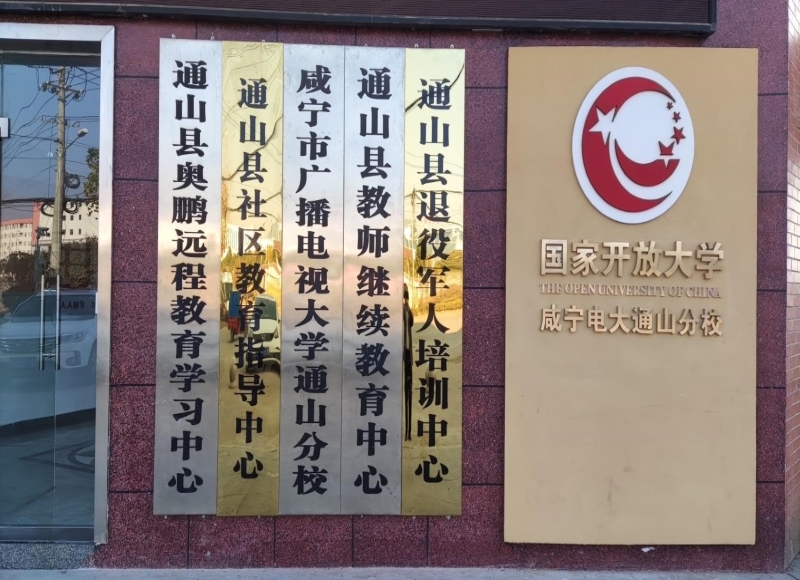 通山县奥鹏远程教育学习中心
通山县社区教育指导中心
咸宁市广播电视大学通山分校
通山县教师继续教育中心
通山县退役军人培训中心
国家开放大学
THE OPEN UNIVERSITY OF CHINA
咸宁电大通山分校